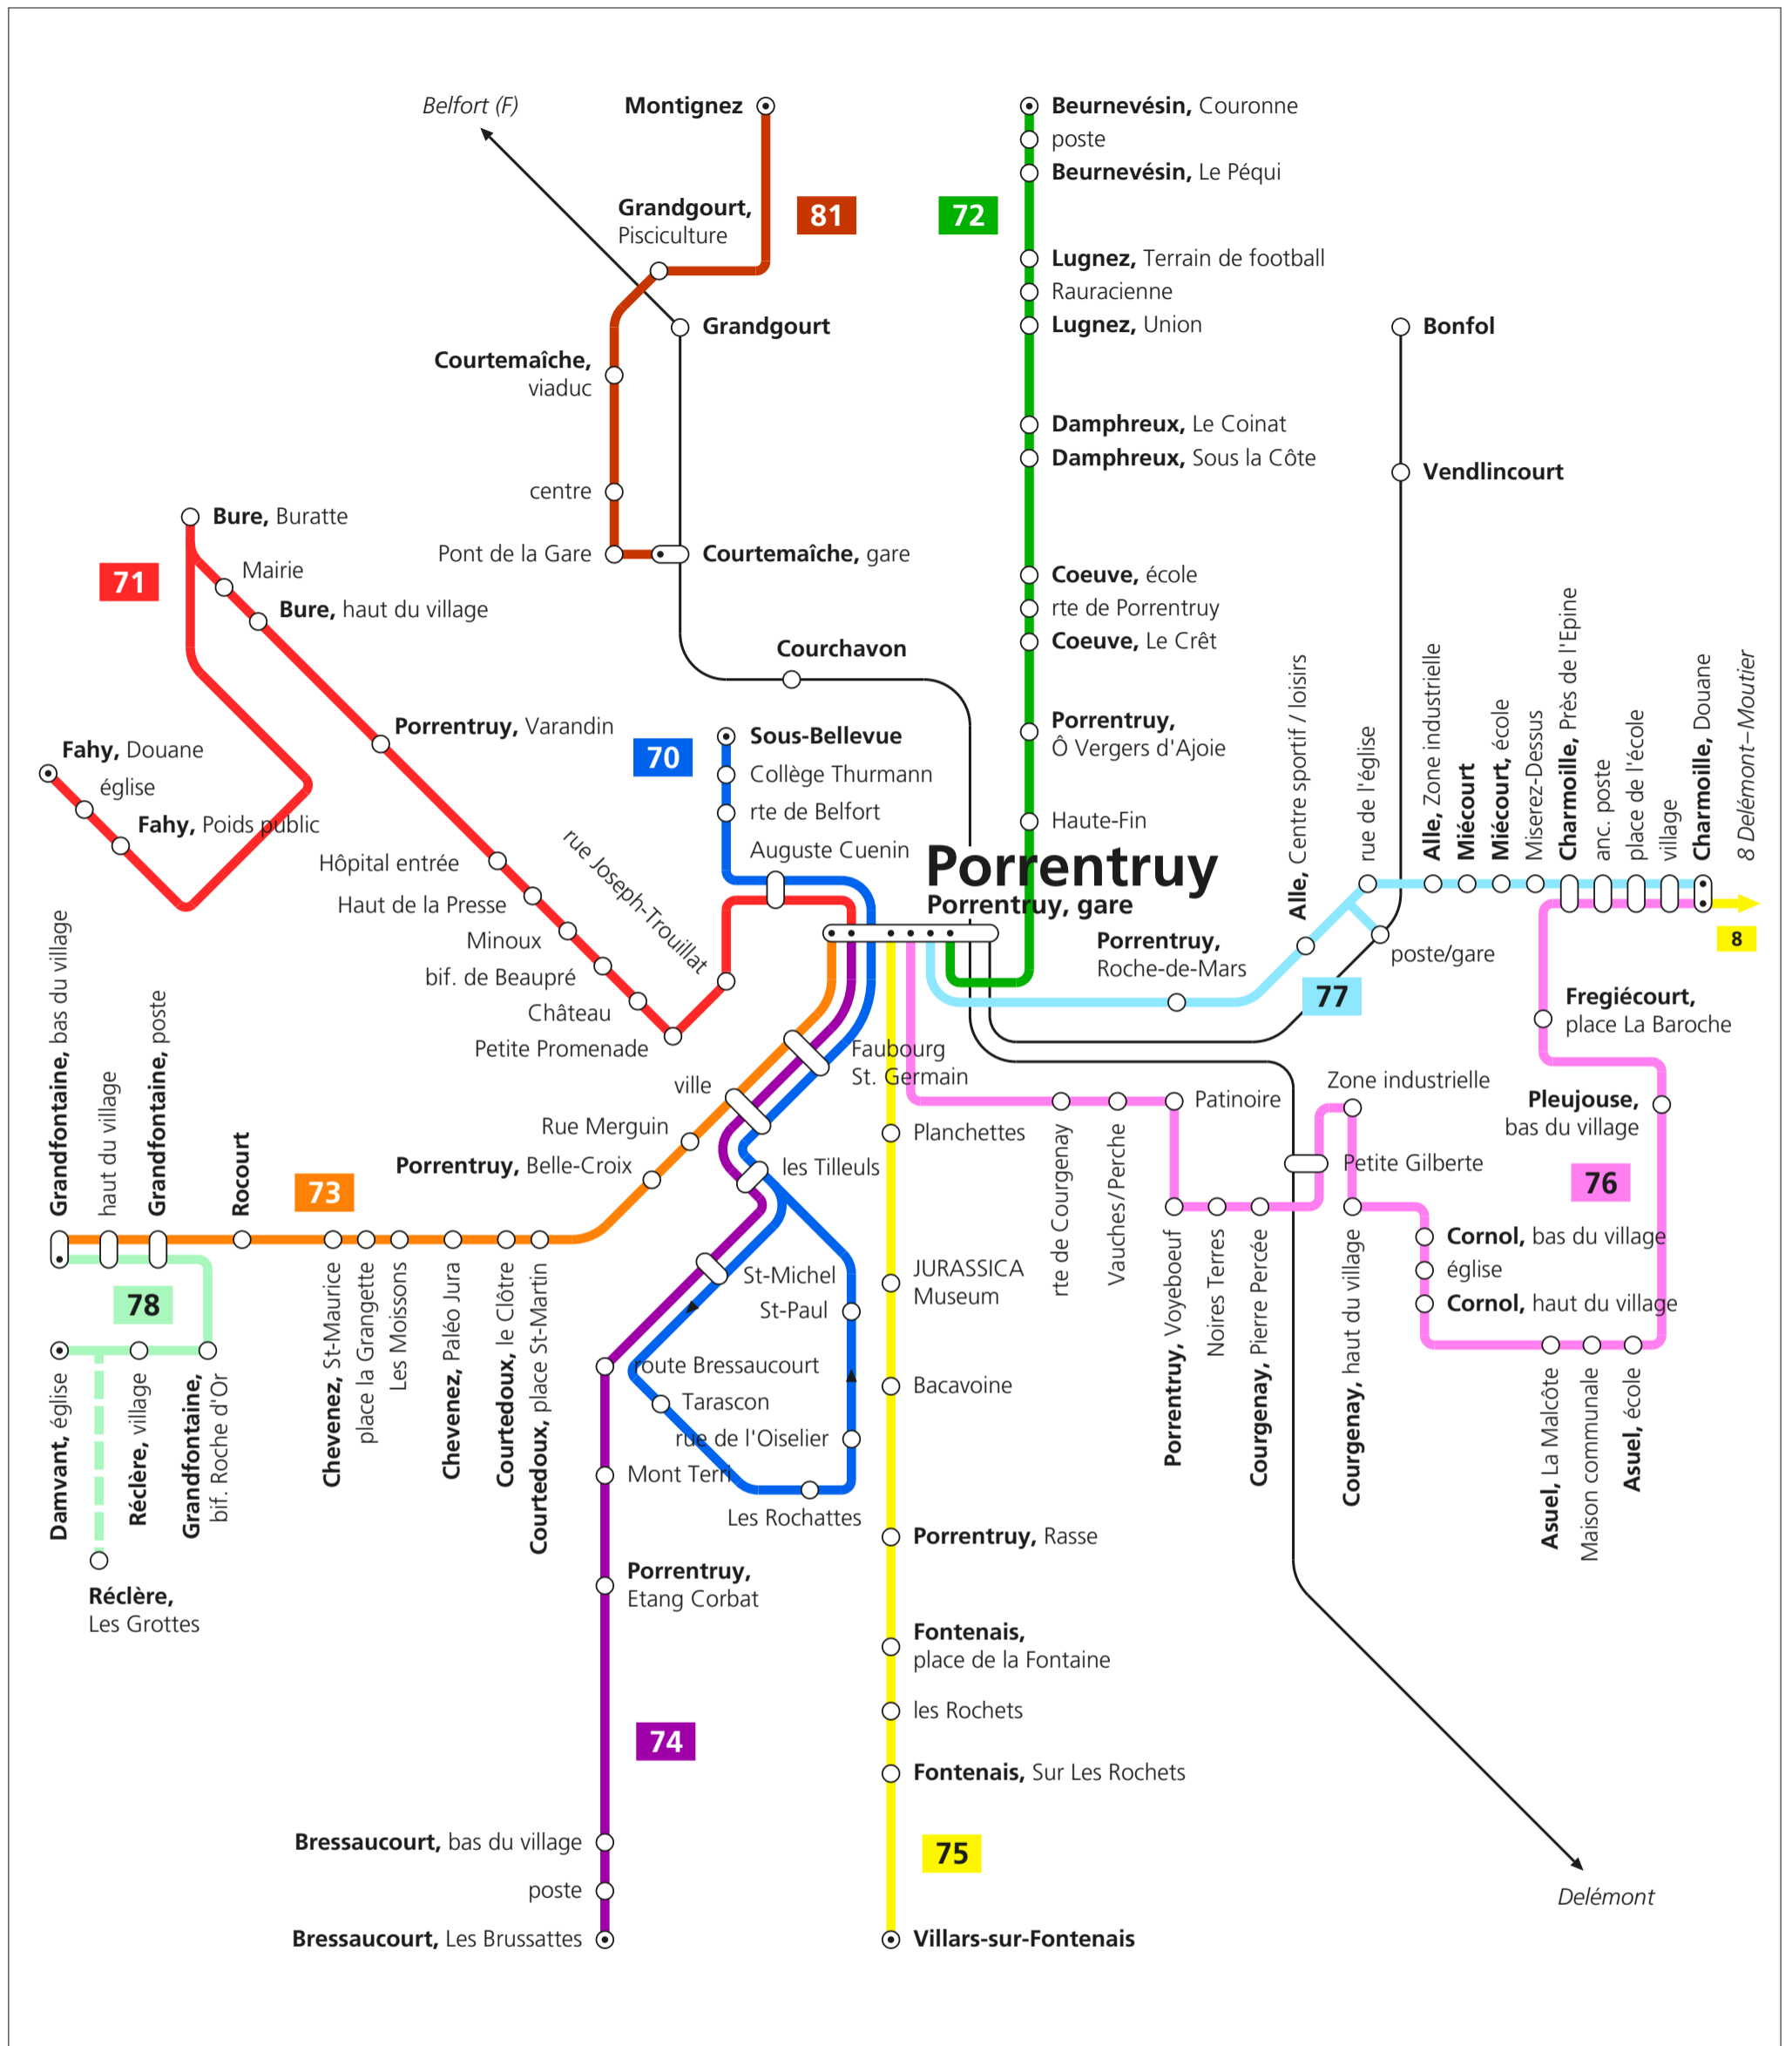 Belfort (F)
Montignez
Beurnevésin, Couronne
poste
Beurnevésin, Le Péqui
81
72
Grandgourt,
Pisciculture
Lugnez, Terrain de football
Rauracienne
Lugnez, Union
Grandgourt
Bonfol
Courtemaîche,
viaduc
Damphreux, Le Coinat
Damphreux, Sous la Côte
Vendlincourt
centre
Pont de la Gare
Courtemaîche, gare
Bure, Buratte
Mairie
71
Bure, haut du village
Coeuve, école
rte de Porrentruy
Coeuve, Le Crêt
Courchavon
Porrentruy, Varandin
Porrentruy,
Ô Vergers d'Ajoie
70
Sous-Bellevue
Collège Thurmann
rte de Belfort
Auguste Cuenin
Haute-Fin
Fahy, Douane
église
Fahy, Poids public
Hôpital entrée
Haut de la Presse
Minoux
bif. de Beaupré
Château
Petite Promenade
rue Joseph-Trouillat
Porrentruy
Porrentruy, gare
Porrentruy,
Roche-de-Mars
Alle, Centre sportif / loisirs
rue de l'église
Alle, Zone industrielle
Miécourt
Miécourt, école
Miserez-Dessus
Charmoille, Près de l'Epine
anc. poste
place de l'école
village
Charmoille, Douane
8 Delémont–Moutier
8
poste/gare
77
Fregiécourt,
place La Baroche
Pleujouse,
bas du village
76
Faubourg
St. Germain
ville
Rue Merguin
Porrentruy, Belle-Croix
les Tilleuls
Planchettes
Patinoire
Zone industrielle
Petite Gilberte
rte de Courgenay
Vauches/Perche
Porrentruy, Voyeboeuf
Noires Terres
Courgenay, Pierre Percée
Courgenay, haut du village
Cornol, bas du village
église
Cornol, haut du village
Asuel, La Malcôte
Maison communale
Asuel, école
Grandfontaine, bas du village
haut du village
Grandfontaine, poste
Rocourt
73
78
Chevenez, St-Maurice
place la Grangette
Les Moissons
Chevenez, Paléo Jura
Courtedoux, le Clôtre
Courtedoux, place St-Martin
Damvant, église
Réclère, village
Grandfontaine,
bif. Roche d'Or
Réclère,
Les Grottes
St-Michel
St-Paul
route Bressaucourt
Tarascon
rue de l'Oiselier
Mont Terri
Les Rochattes
JURASSICA
Museum
Bacavoine
Porrentruy, Rasse
Porrentruy,
Etang Corbat
Fontenais,
place de la Fontaine
les Rochets
Fontenais, Sur Les Rochets
74
75
Bressaucourt, bas du village
poste
Bressaucourt, Les Brussattes
Villars-sur-Fontenais
Delémont